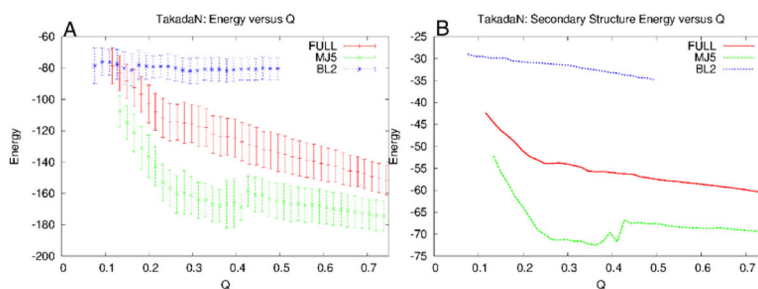 A
TakadaN: Energy versus Q
FULL
MJ5
BL2
-60
-80
-100
-120
-140
-160
-180
-200
Energy
0
0.1
0.2
0.3
0.4
0.5
0.6
0.7
Q
B
TakadaN: Secondary Structure Energy versus Q
FULL
MJ5
BL2
-25
-30
-35
-40
-45
-50
-55
-60
-65
-70
-75
Energy
0
0.1
0.2
0.3
0.4
0.5
0.6
0.7
Q